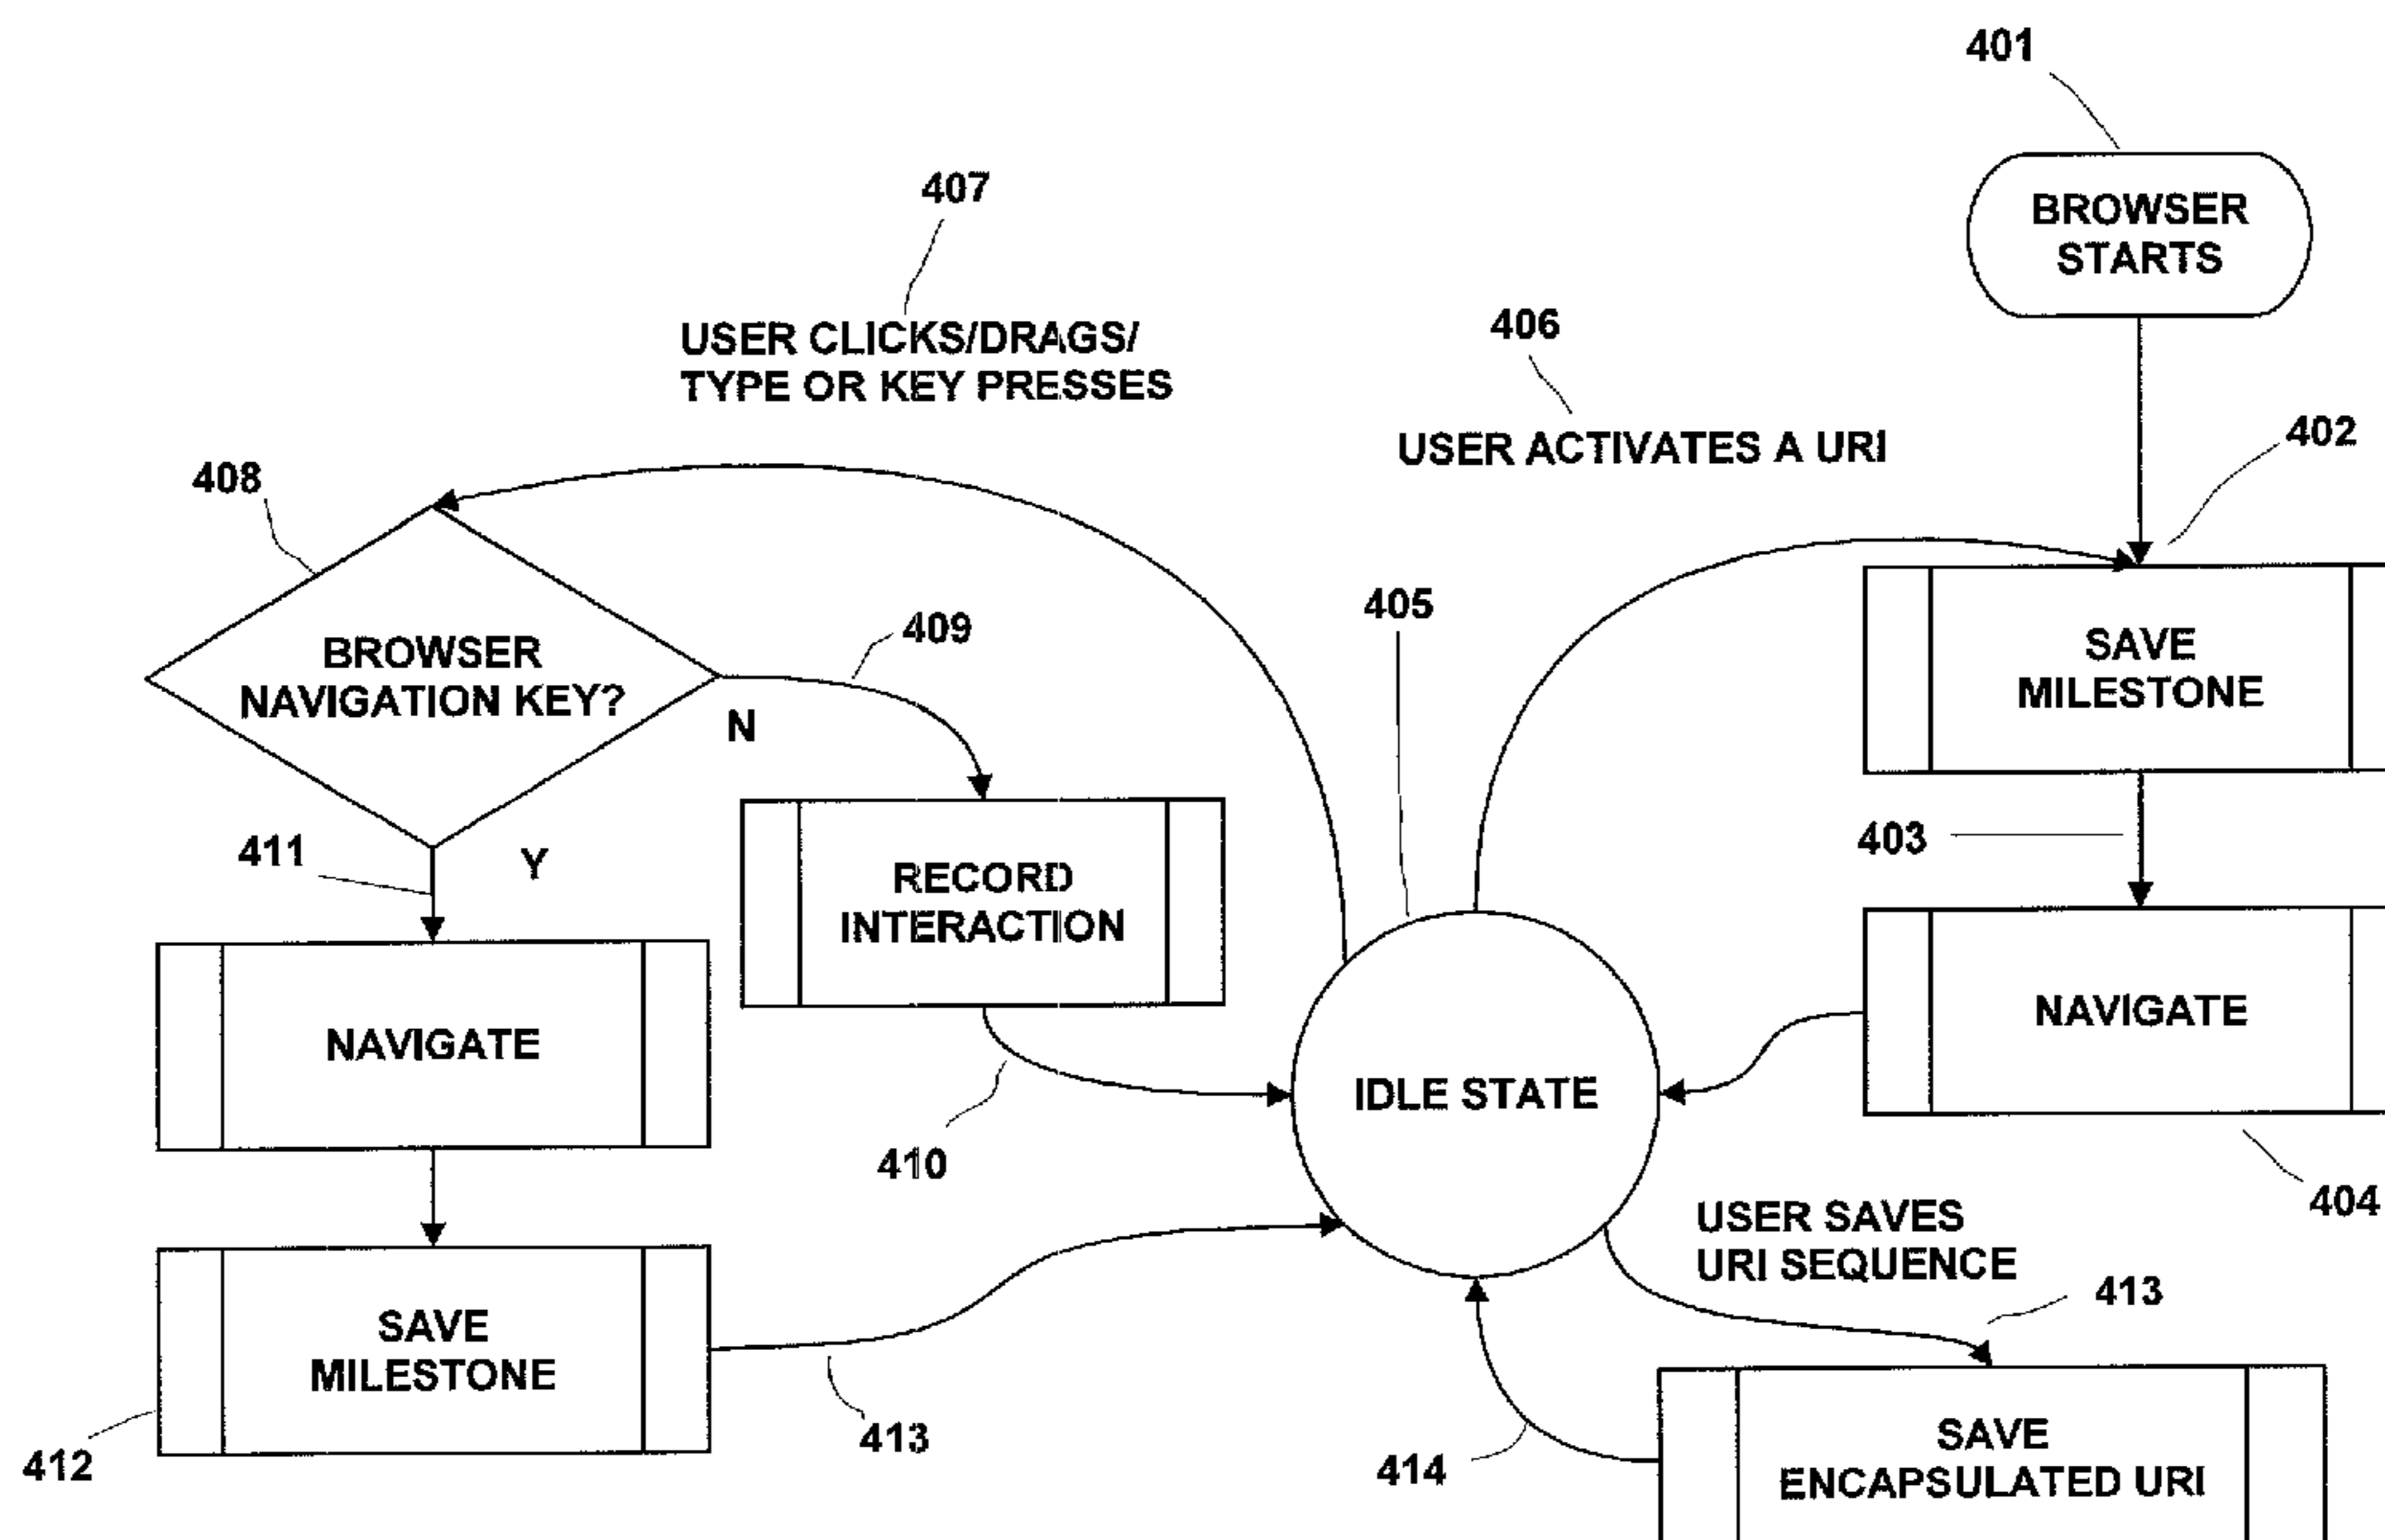 401
BROWSER
STARTS
407
USER CLICKS/DRAGS/
TYPE OR KEY PRESSES
406
USER ACTIVATES A URI
402
408
BROWSER
NAVIGATION KEY?
409
N
405
SAVE
MILESTONE
403
411
Y
RECORD
INTERACTION
NAVIGATE
NAVIGATE
410
IDLE STATE
404
USER SAVES
URI SEQUENCE
413
SAVE
MILESTONE
412
413
414
SAVE
ENCAPSULATED URI